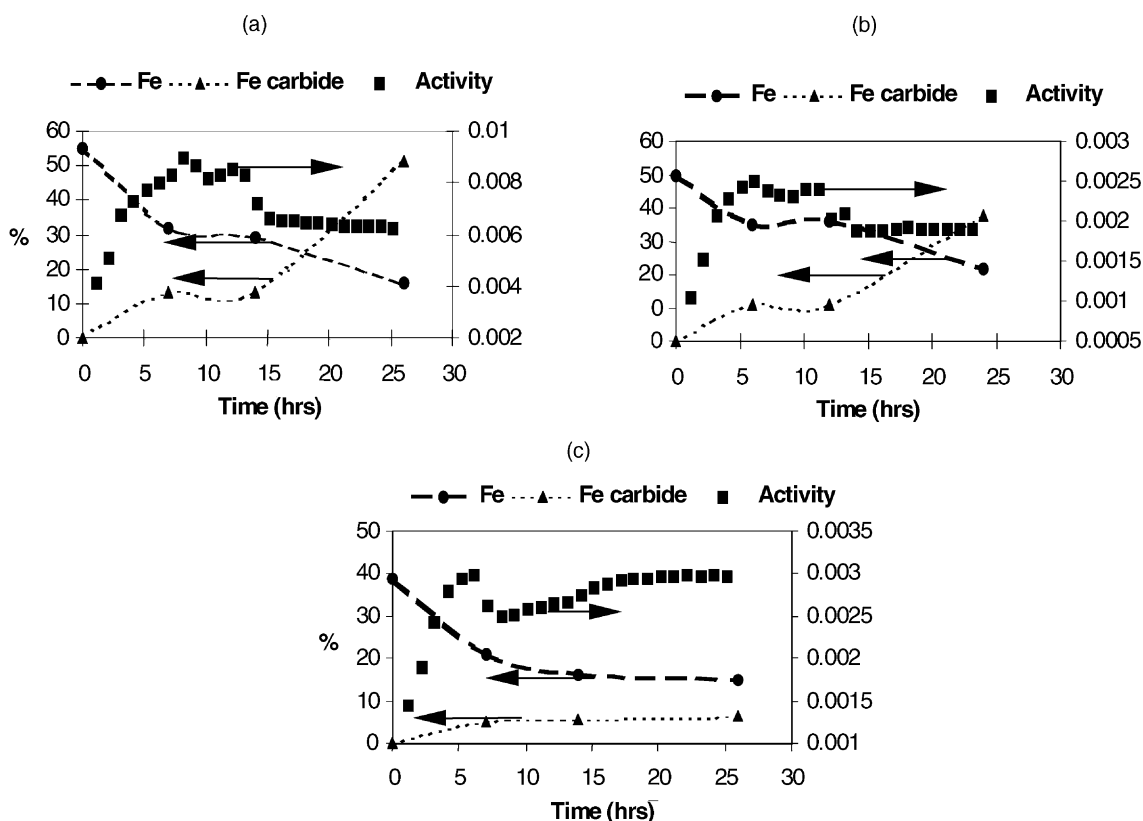 (a)
Fe Fe carbide Activity
60 0.01
50
0.008
40
30
% 0.006
20
0.004
10
0 0.002
0 5 10 15 20 25 30
Time (hrs)
(b)
Fe Fe carbide Activity
60 0.003
50 0.0025
40
0.002
30
0.0015
20
0 0.001
0 0.0005
0 5 10 15 20 25 30
Time (hrs)
(c)
Fe Fe carbide Activity
50 0.0035
40 0.003
30 0.0025
%
20 0.002
10 0.0015
0 0.001
0 5 10 15 20 25 30
Time (hrs)